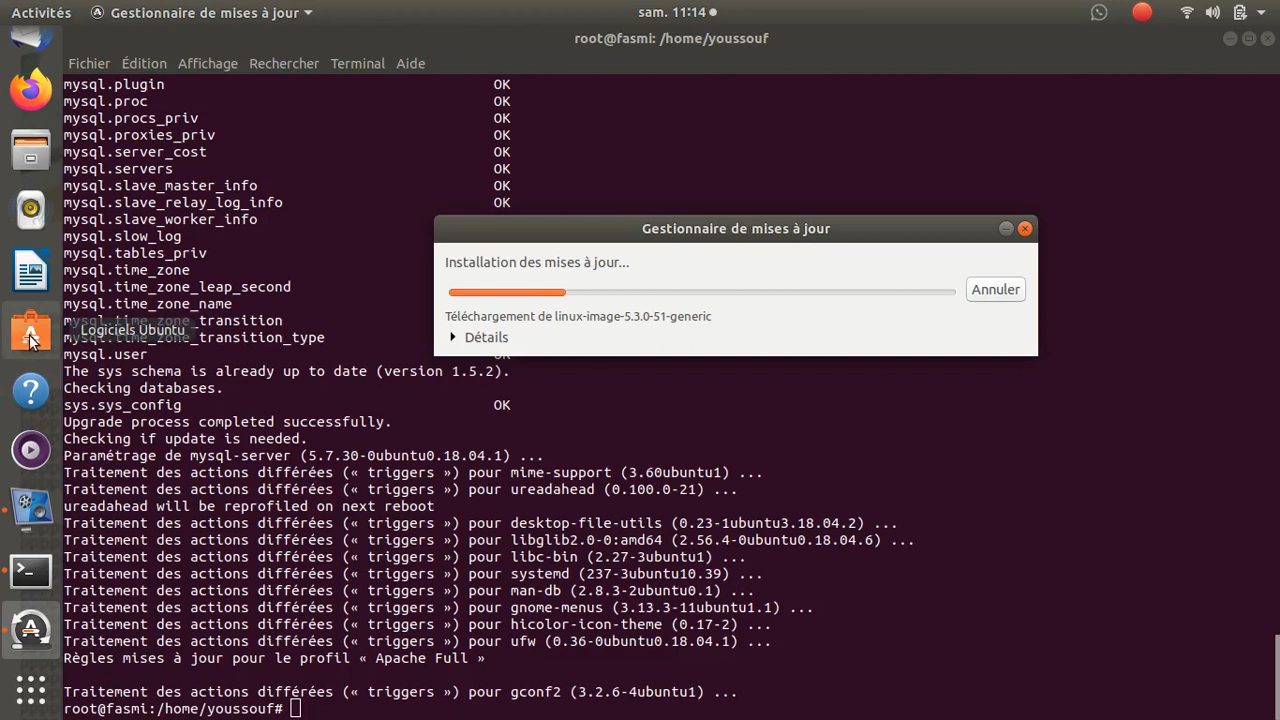 Activités Gestionnaire de mises à jour sam. 11:14
root@fasmi: /home/youssouf
Fichier Édition Affichage Rechercher Terminal Aide
mysql.plugin OK
mysql.proc OK
mysql.procs_priv OK
mysql.proxies_priv OK
mysql.server_cost OK
mysql.servers OK
mysql.slave_master_info OK
mysql.slave_relay_log_info OK
mysql.slave_worker_info OK
mysql.slow_log
mysql.tables_priv
mysql.time_zone
mysql.time_zone_leap_second
mysql.time_zone_name
mysql.time_zone_transition
mysql.time_zone_transition_type
mysql.user OK
Logiciels Ubuntu
Gestionnaire de mises à jour
Installation des mises à jour...
Annuler
Téléchargement de linux-image-5.3.0-51-generic
Détails
The sys schema is already up to date (version 1.5.2).
Checking databases.
sys.sys_config OK
Upgrade process completed successfully.
Checking if update is needed.
Paramétrage de mysql-server (5.7.30-0ubuntu0.18.04.1) ...
Traitement des actions différées (« triggers ») pour mime-support (3.60ubuntu1) ...
Traitement des actions différées (« triggers ») pour ureadahead (0.100.0-21) ...
ureadahead will be reprofiled on next reboot
Traitement des actions différées (« triggers ») pour desktop-file-utils (0.23-1ubuntu3.18.04.2) ...
Traitement des actions différées (« triggers ») pour libglib2.0-0:amd64 (2.56.4-0ubuntu0.18.04.6) ...
Traitement des actions différées (« triggers ») pour libc-bin (2.27-3ubuntu1) ...
Traitement des actions différées (« triggers ») pour systemd (237-3ubuntu10.39) ...
Traitement des actions différées (« triggers ») pour man-db (2.8.3-2ubuntu0.1) ...
Traitement des actions différées (« triggers ») pour gnome-menus (3.13.3-11ubuntu1.1) ...
Traitement des actions différées (« triggers ») pour hicolor-icon-theme (0.17-2) ...
Traitement des actions différées (« triggers ») pour ufw (0.36-0ubuntu0.18.04.1) ...
Règles mises à jour pour le profil « Apache Full »
Traitement des actions différées (« triggers ») pour gconf2 (3.2.6-4ubuntu1) ...
root@fasmi:/home/youssouf#